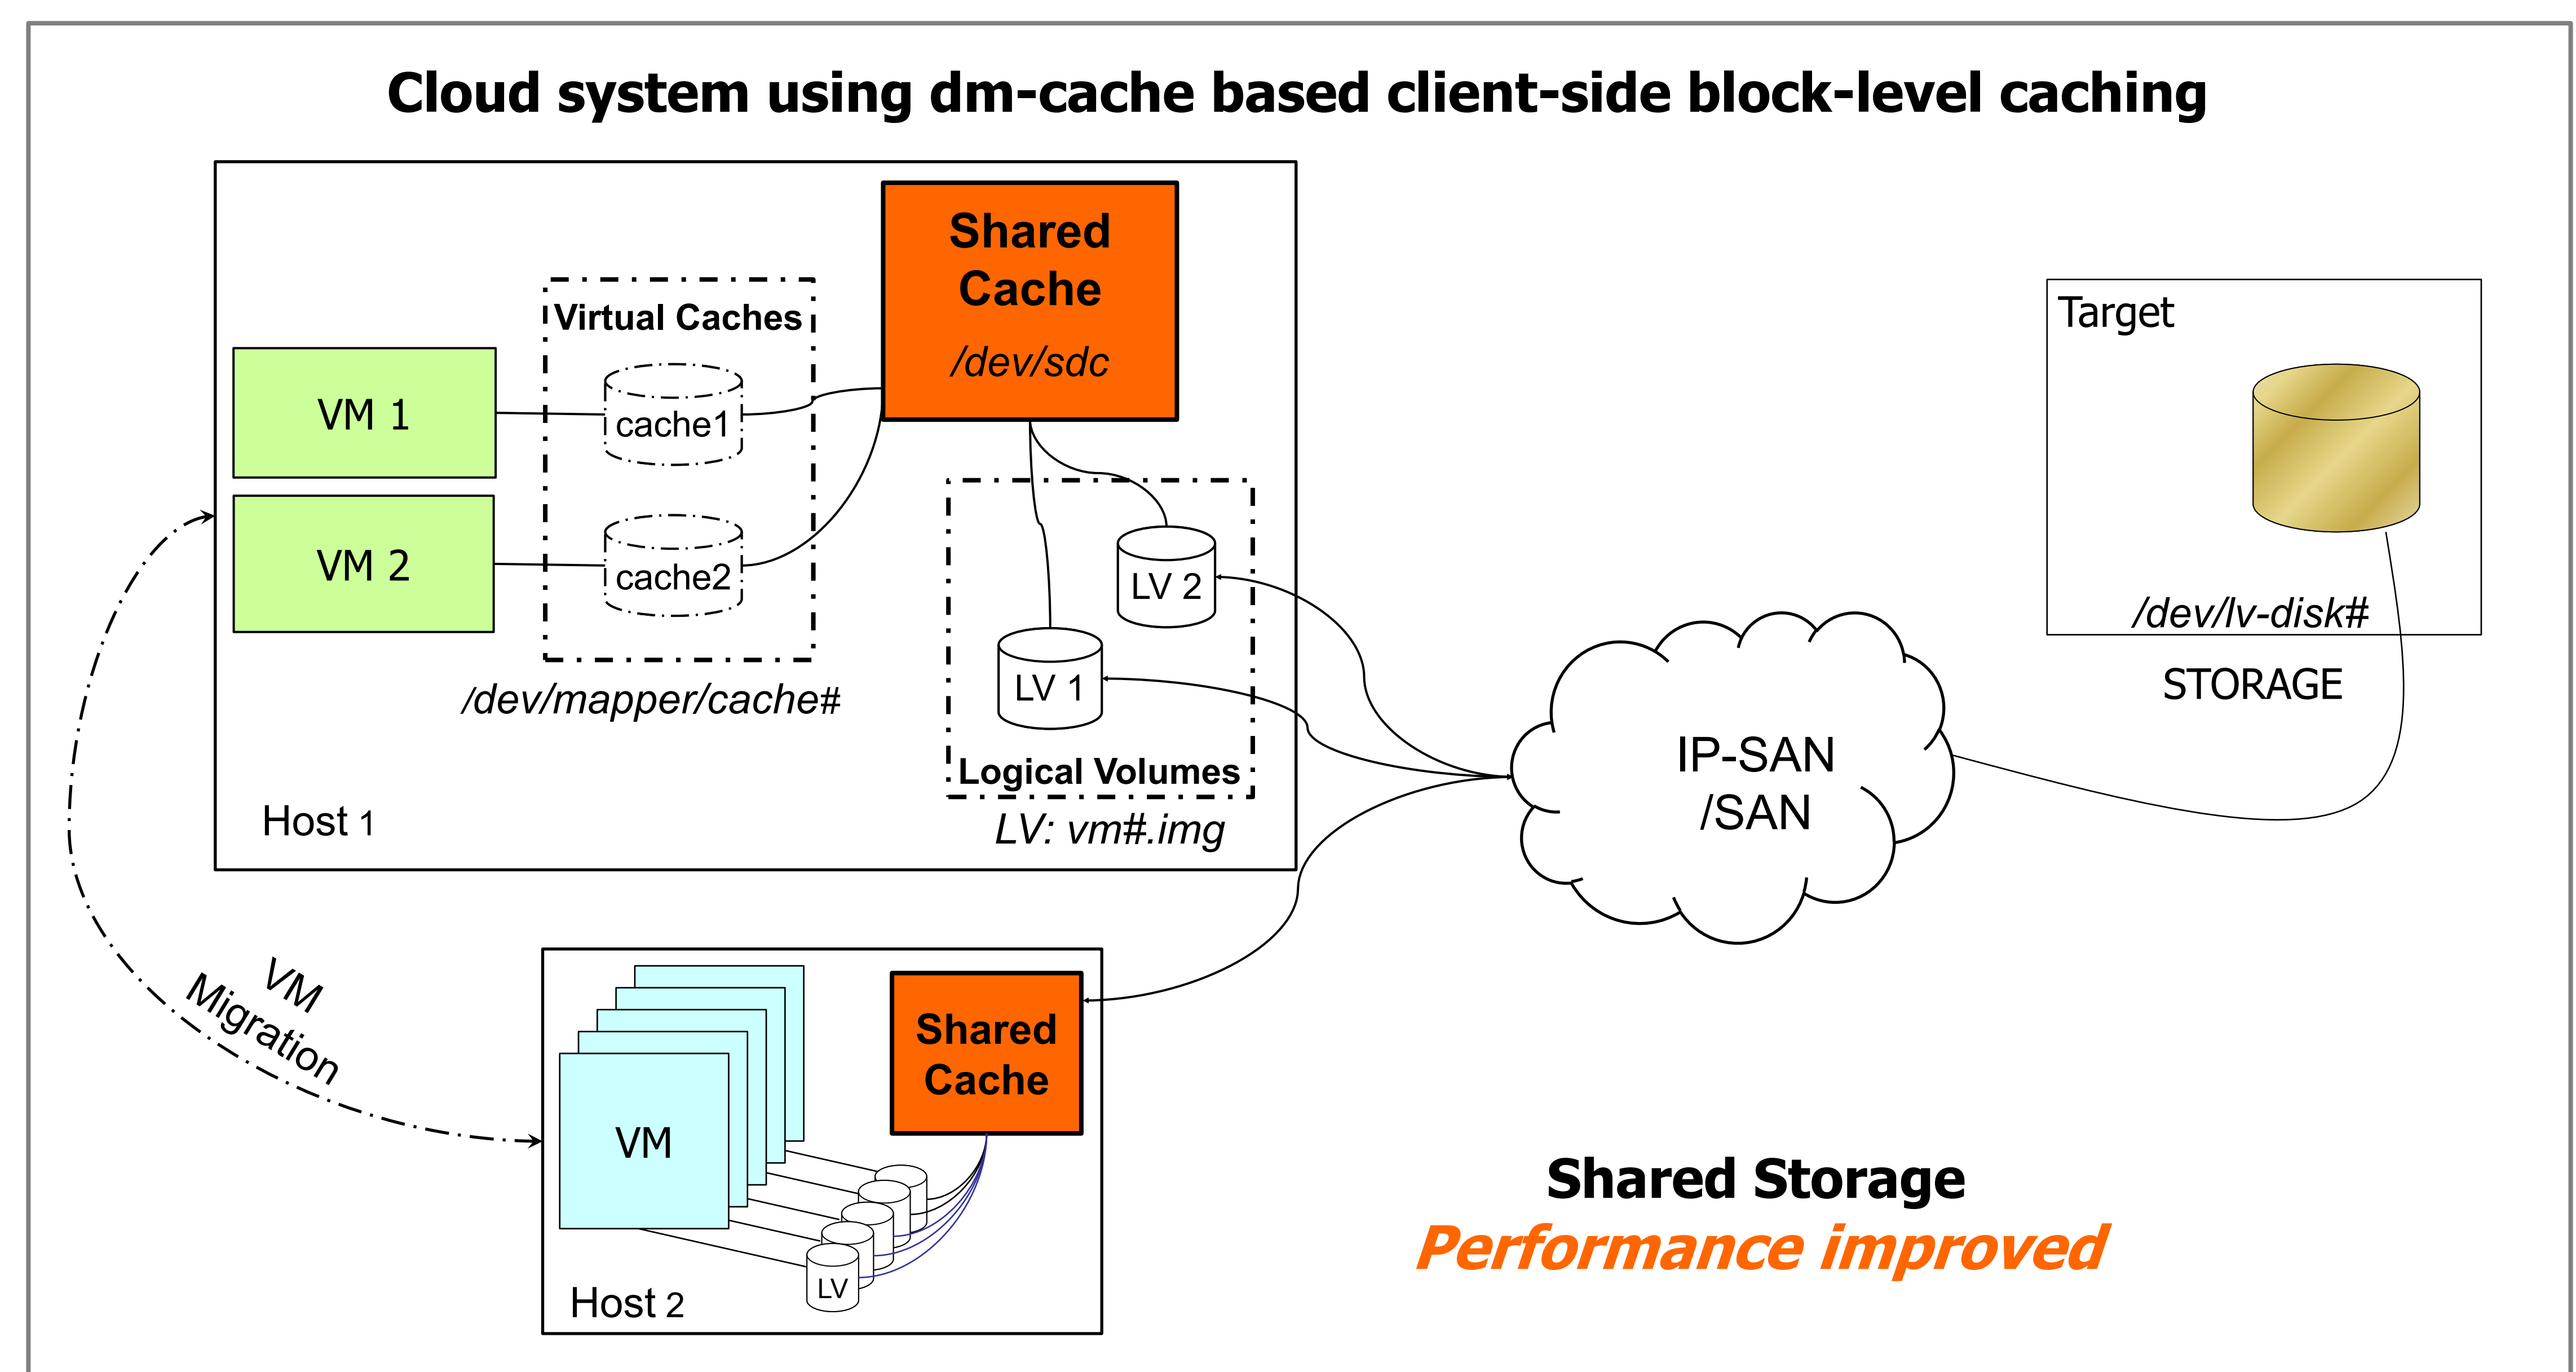 Cloud system using dm-cache based client-side block-level caching
Shared
Cache
/dev/sdc
Virtual Caches
VM 1
cache1
VM 2
cache2
/dev/mapper/cache#
LV 2
LV 1
Logical Volumes
LV: vm#.img
Host 1
Target
/dev/lv-disk#
STORAGE
IP-SAN
/SAN
VM
Migration
Shared
Cache
VM
LV
Host 2
Shared Storage
Performance improved